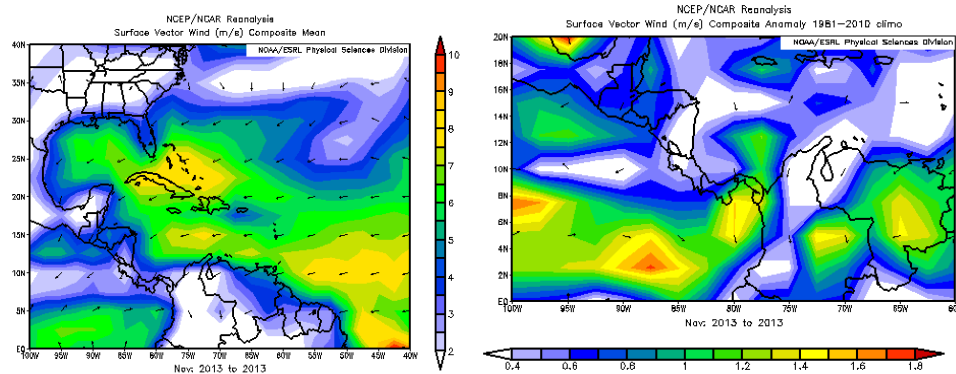 NCEP/NCAR Reanalysis
Surface Vector Wind (m/s) Composite Mean
NOAA/ESRL Physical Sciences Division
40N
35N
30N
25N
20N
15N
10N
5N
EQ
100W 95W 90W 85W 80W 75W 70W 65W 60W 55W 50W 45W 40W
Nov: 2013 to 2013
10
9
8
7
6
5
4
3
2
NCEP/NCAR Reanalysis
Surface Vector Wind (m/s) Composite Anomaly 1981-2010 climo
NOAA/ESRL Physical Sciences Division
20N
18N
16N
14N
12N
10N
8N
6N
4N
2N
EQ
100W 95W 90W 85W 80W 75W 70W 65W 60W
Nov: 2013 to 2013
0.4 0.6 0.8 1 1.2 1.4 1.6 1.8